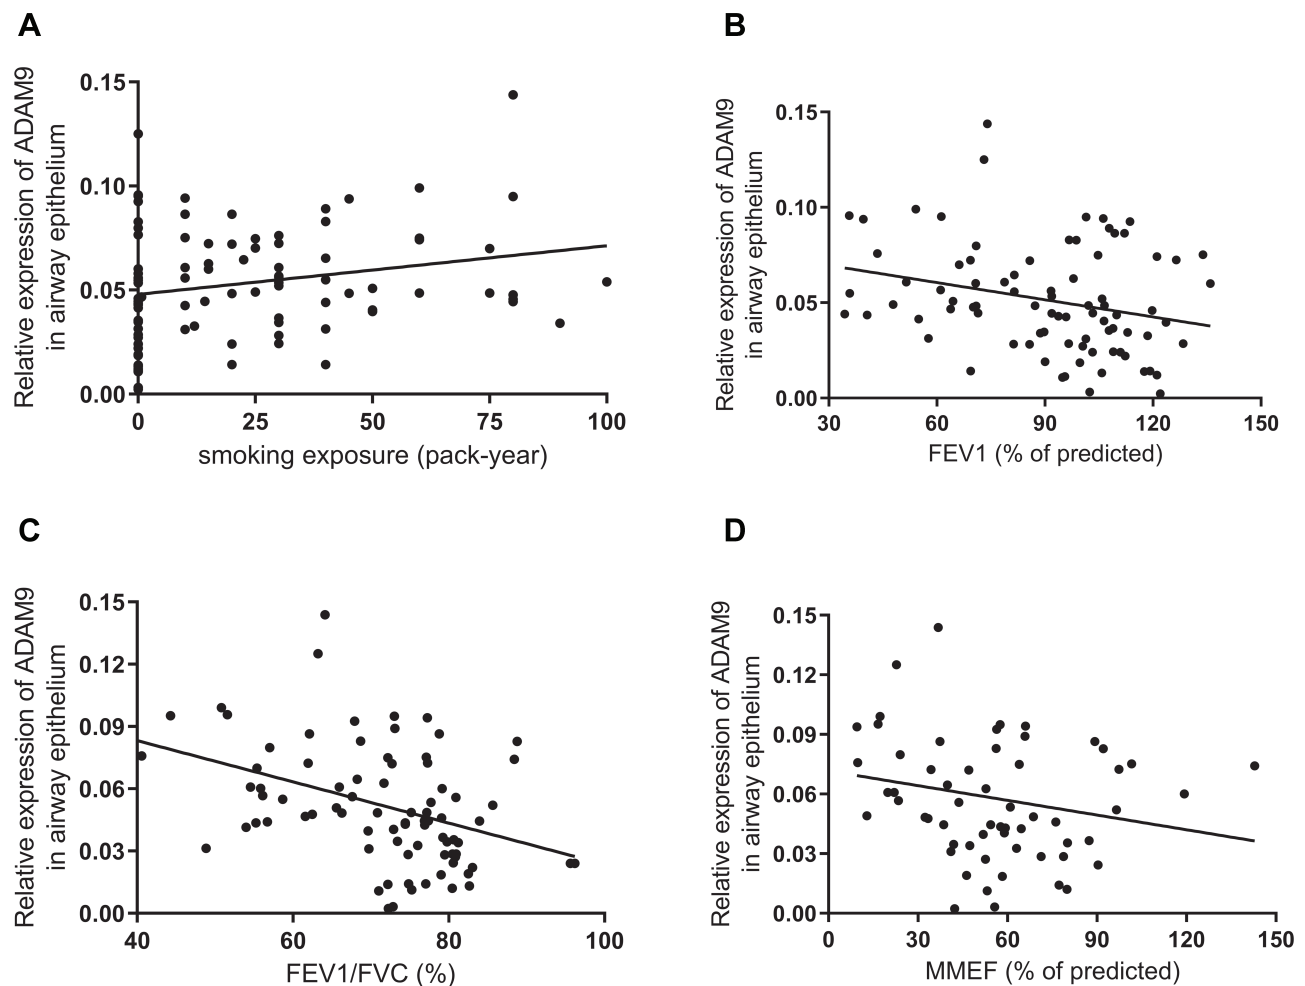 A
Relative expression of ADAM9
in airway epithelium
0.15
0.10
0.05
0.00
0 25 50 75 100
smoking exposure (pack-year)
B
Relative expression of ADAM9
in airway epithelium
0.15
0.10
0.05
0.00
30 60 90 120 150
FEV1 (% of predicted)
C
Relative expression of ADAM9
in airway epithelium
0.15
0.12
0.09
0.06
0.03
0.00
40 60 80 100
FEV1/FVC (%)
D
Relative expression of ADAM9
in airway epithelium
0.15
0.12
0.09
0.06
0.03
0.00
0 30 60 90 120 150
MMEF (% of predicted)